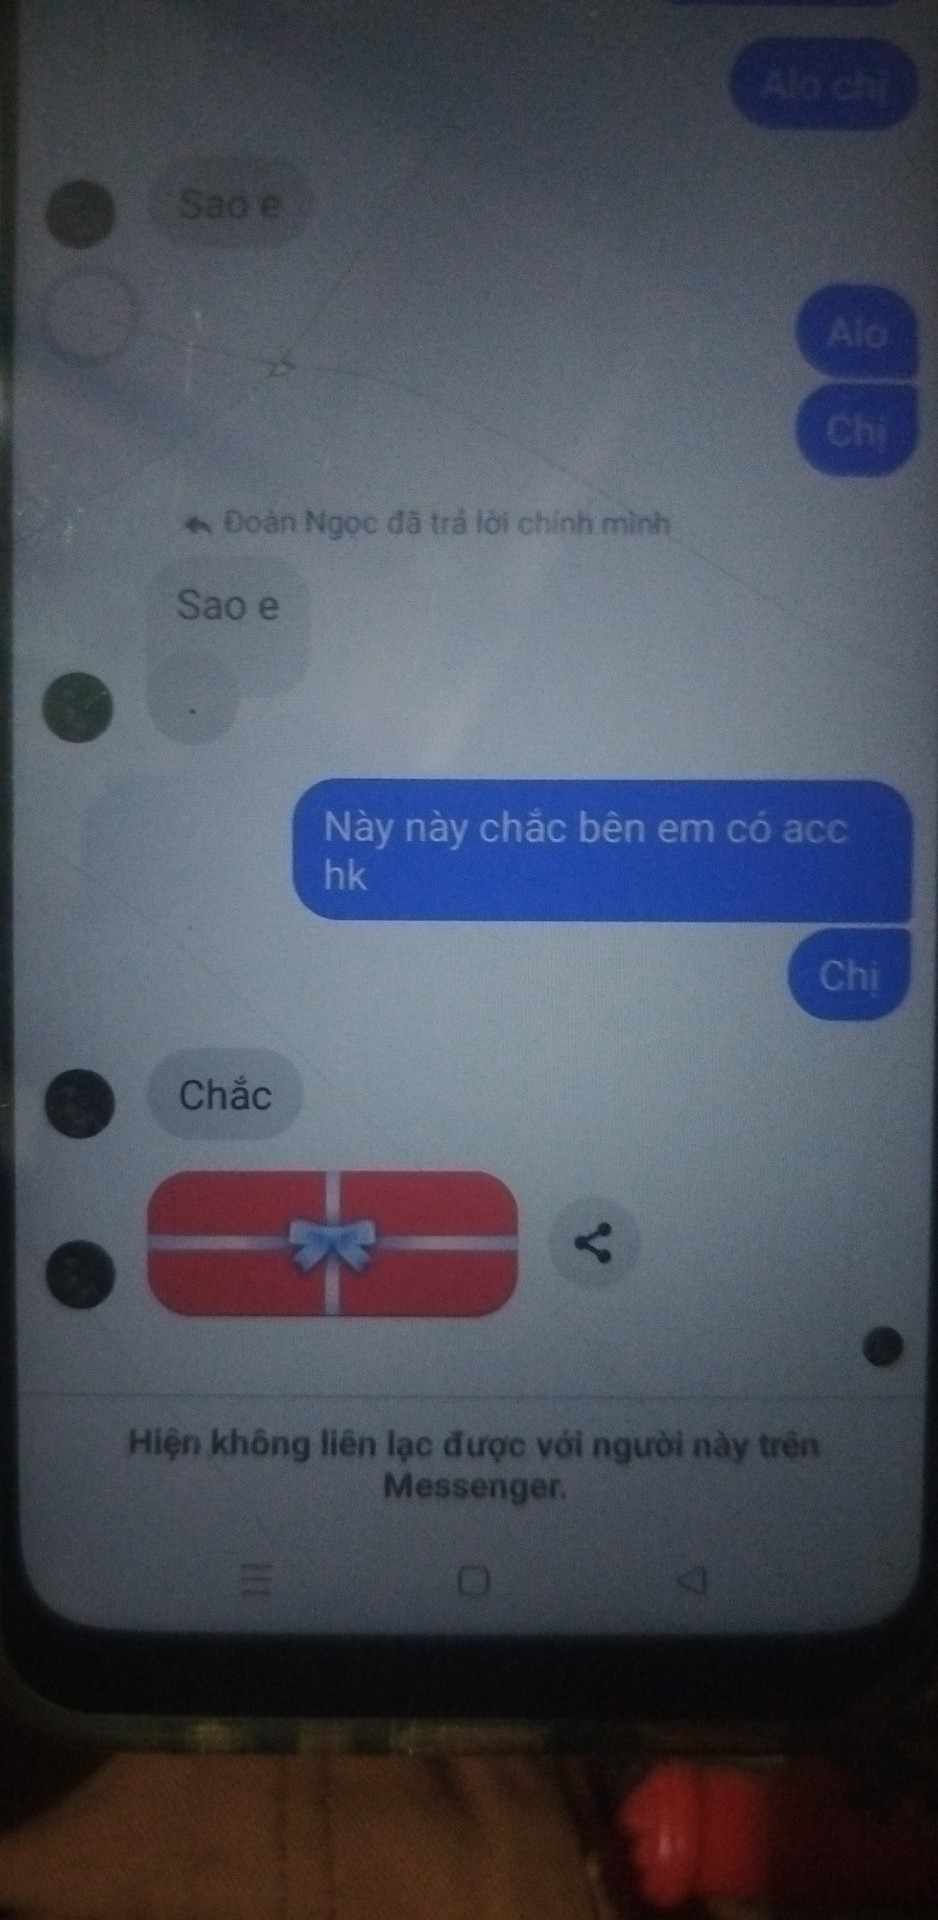 Alo chị
Sao e
Alo
Chị
Đoàn Ngọc đã trả lời chính mình
Sao e
.
Này này chắc bên em có acc
hk
Chị
Chắc
Hiện không liên lạc được với người này trên
Messenger.